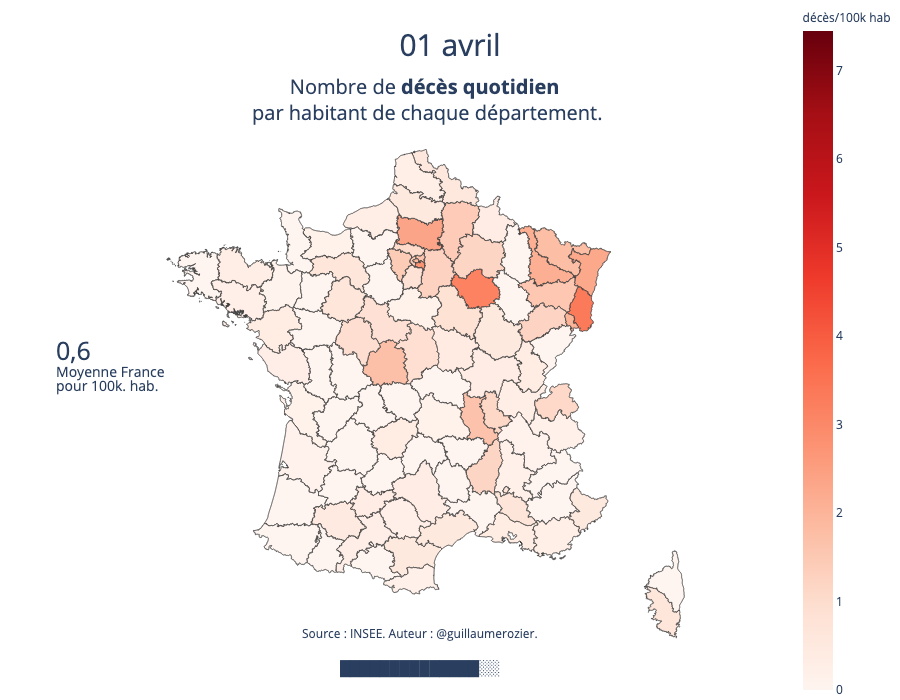 décès/100k hab
01 avril
Nombre de décès quotidien
par habitant de chaque département.
7
6
5
4
3
2
1
0
0,6
Moyenne France
pour 100k. hab.
Source : INSEE. Auteur : @guillaumerozier.